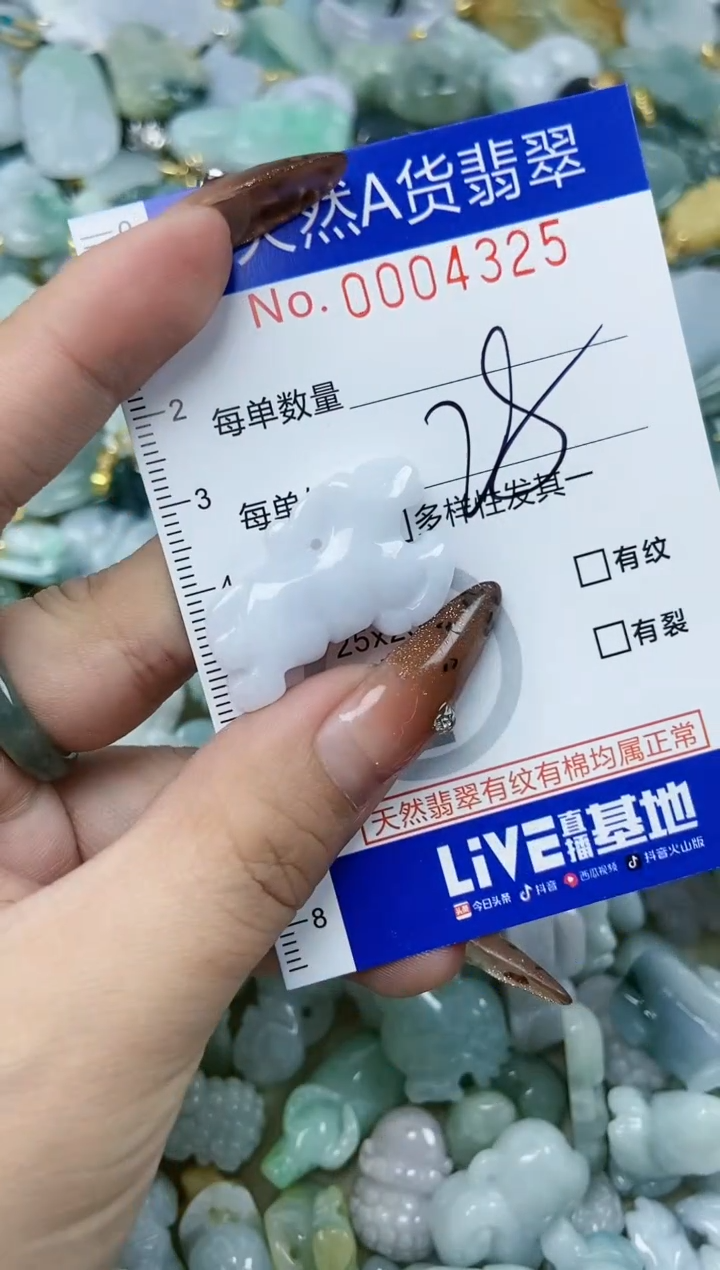 天然A货翡翠
No. 0004325
每单数量
28
每单
多样性发其一
25x2
□有纹
□有裂
天然翡翠有纹有棉均属正常
LiVE直播基地
头条 今日头条 抖音 西瓜视频 抖音火山版
2
3
4
8